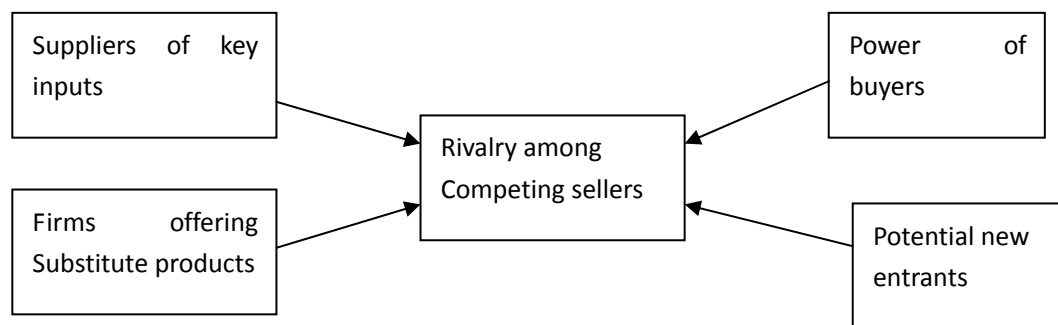 Suppliers of key
inputs
Power of
buyers
Rivalry among
Competing sellers
Firms offering
Substitute products
Potential new
entrants